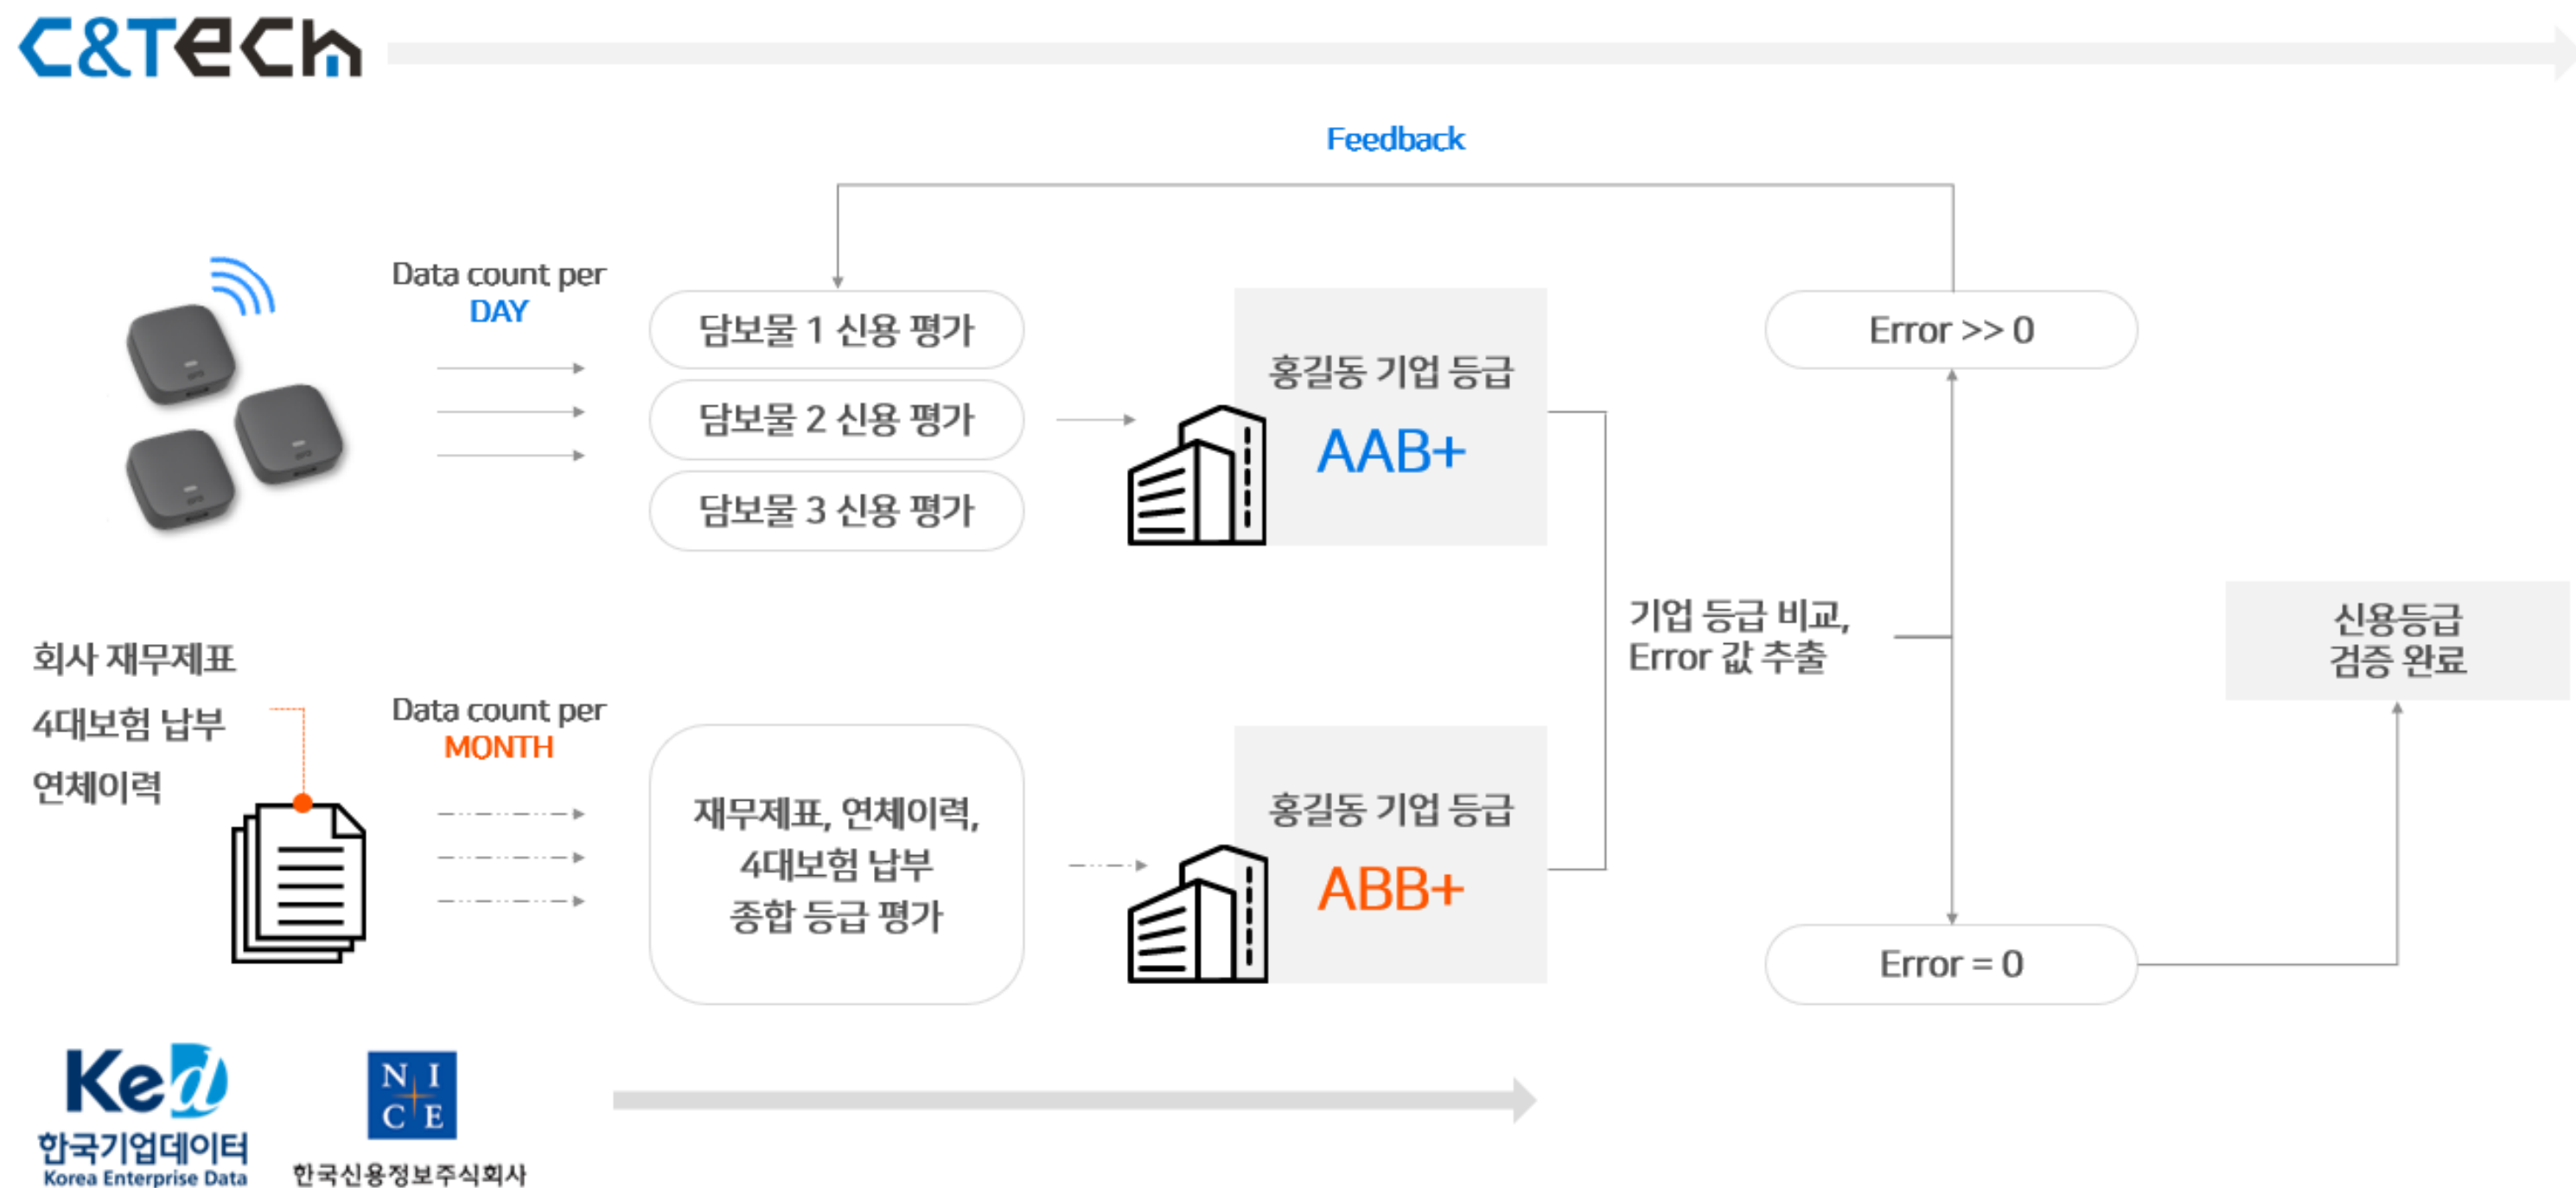 C&TECH
Feedback
Data count per
DAY
담보물 1 신용 평가
담보물 2 신용 평가
담보물 3 신용 평가
홍길동 기업 등급
AAB+
Error >> 0
기업 등급 비교,
Error 값 추출
신용등급
검증 완료
회사 재무제표
4대보험 납부
연체이력
Data count per
MONTH
재무제표, 연체이력,
4대보험 납부
종합 등급 평가
홍길동 기업 등급
ABB+
Error = 0
Ked
한국기업데이터
Korea Enterprise Data
NI
CE
한국신용정보주식회사